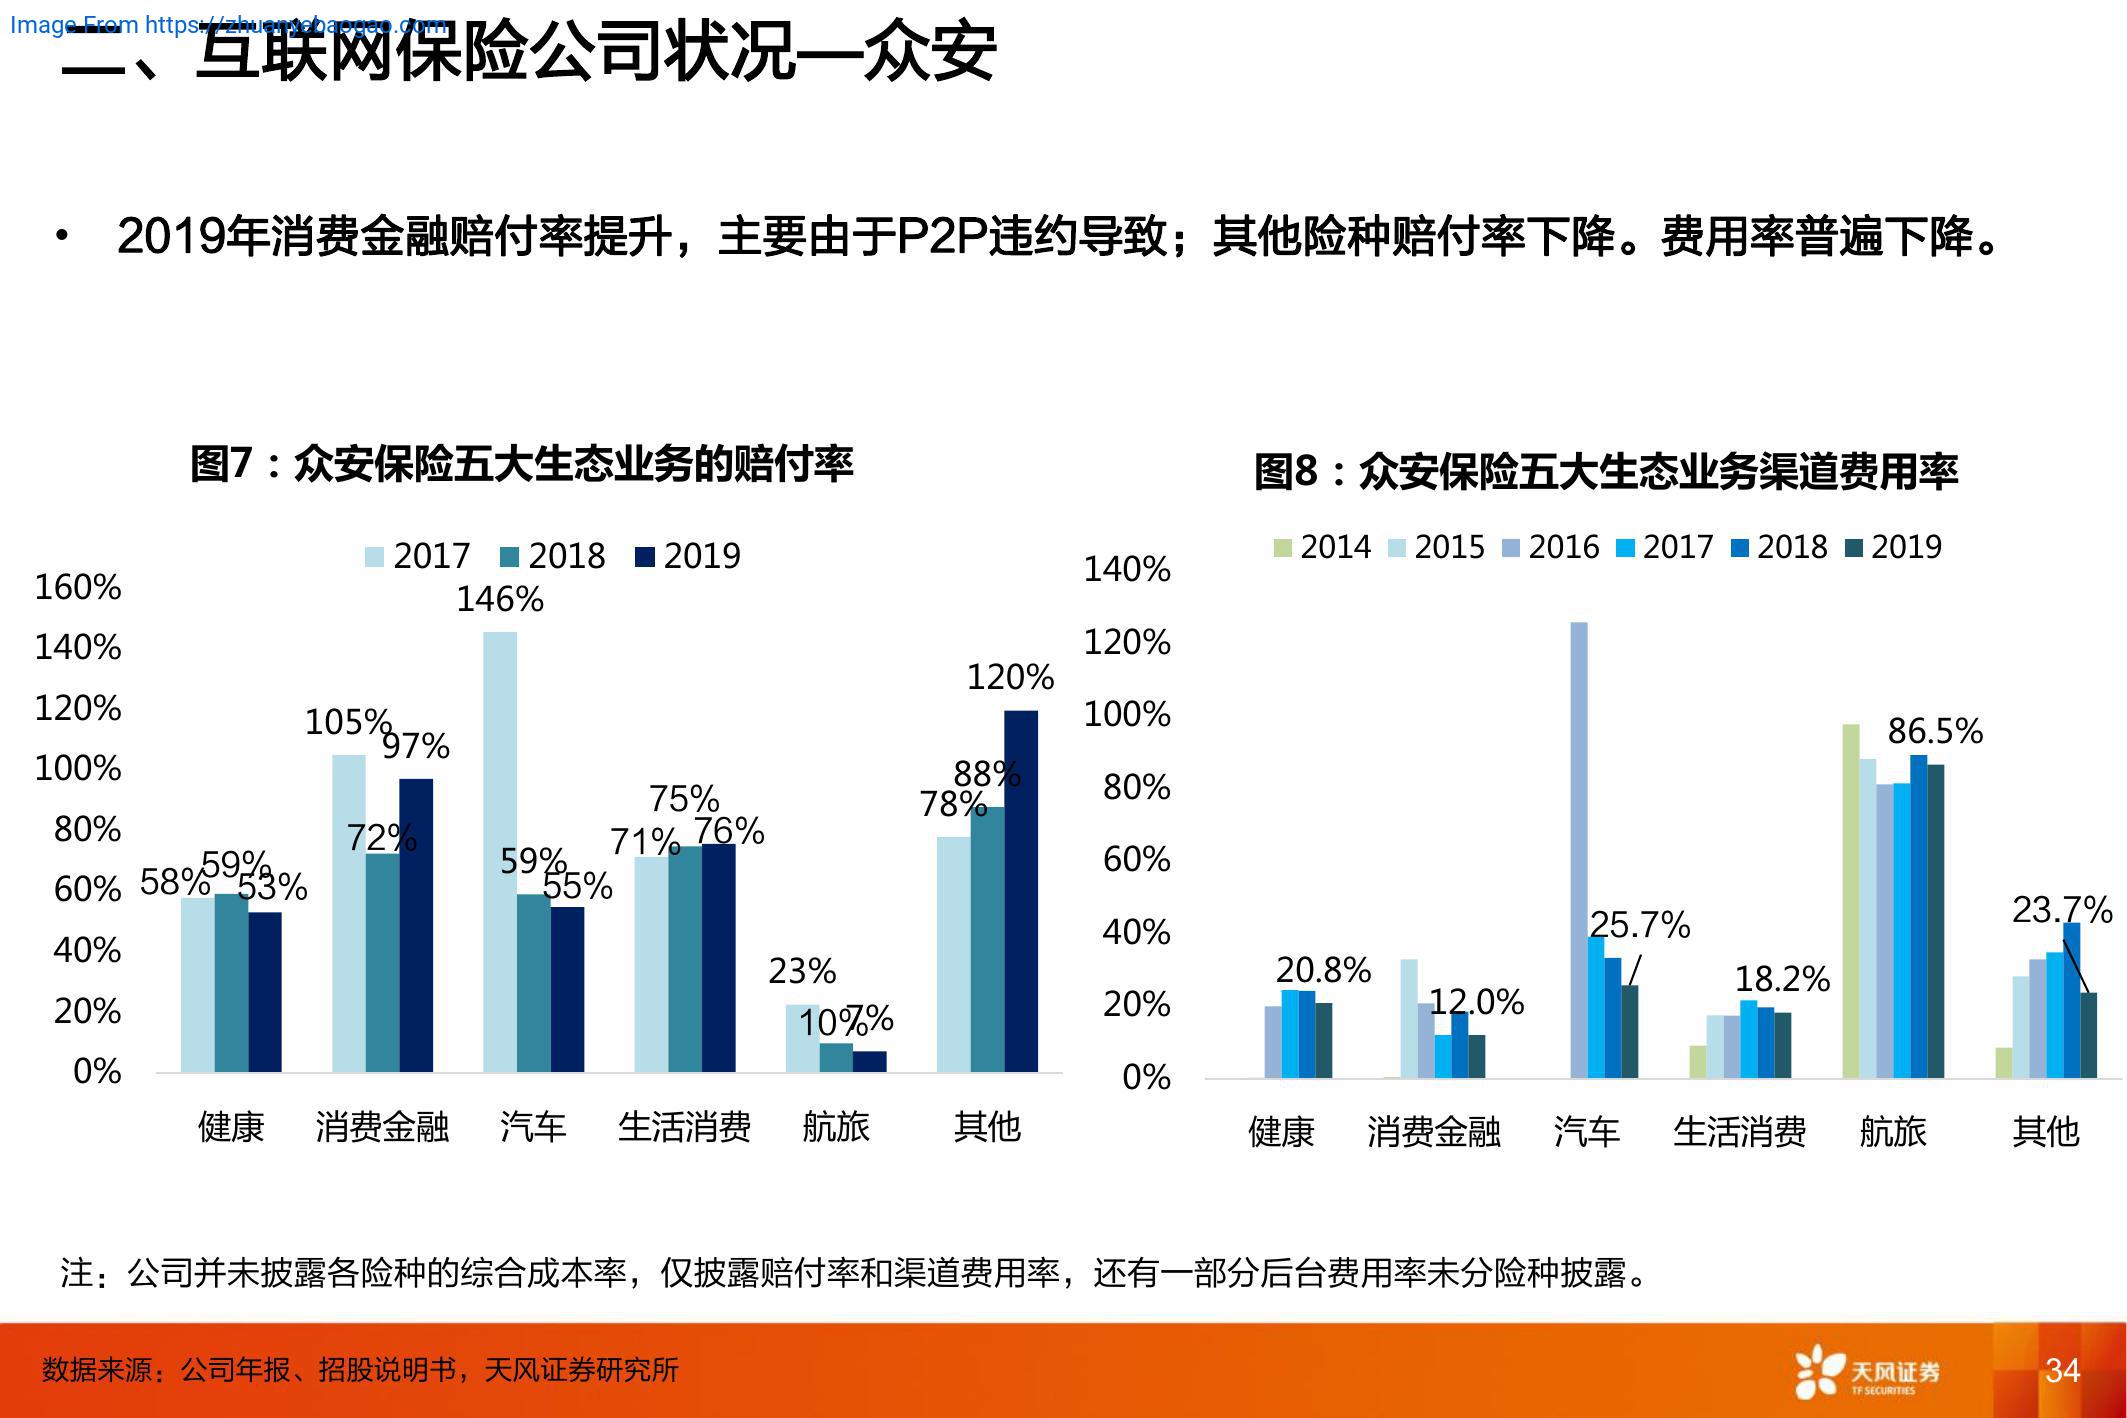 Image From https://zhuanyebaogao.com
二、互联网保险公司状况—众安
• 2019年消费金融赔付率提升，主要由于P2P违约导致；其他险种赔付率下降。费用率普遍下降。
图7：众安保险五大生态业务的赔付率
2017 2018 2019
160%
140%
120%
100%
80%
60%
40%
20%
0%
58% 59% 53%
105% 72% 97%
146% 59% 55%
71% 75% 76%
23% 10% 7%
78% 88% 120%
健康 消费金融 汽车 生活消费 航旅 其他
图8：众安保险五大生态业务渠道费用率
2014 2015 2016 2017 2018 2019
140%
120%
100%
80%
60%
40%
20%
0%
20.8% 12.0% 25.7% 18.2% 86.5% 23.7%
健康 消费金融 汽车 生活消费 航旅 其他
注：公司并未披露各险种的综合成本率，仅披露赔付率和渠道费用率，还有一部分后台费用率未分险种披露。
数据来源：公司年报、招股说明书，天风证券研究所
天风证券
TF SECURITIES
34